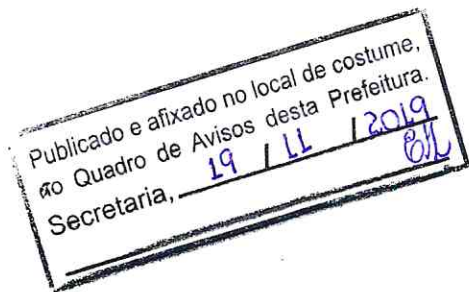 Publicado e afixado no local de costume,
no Quadro de Avisos desta Prefeitura.
Secretaria, 19 / 11 / 2019